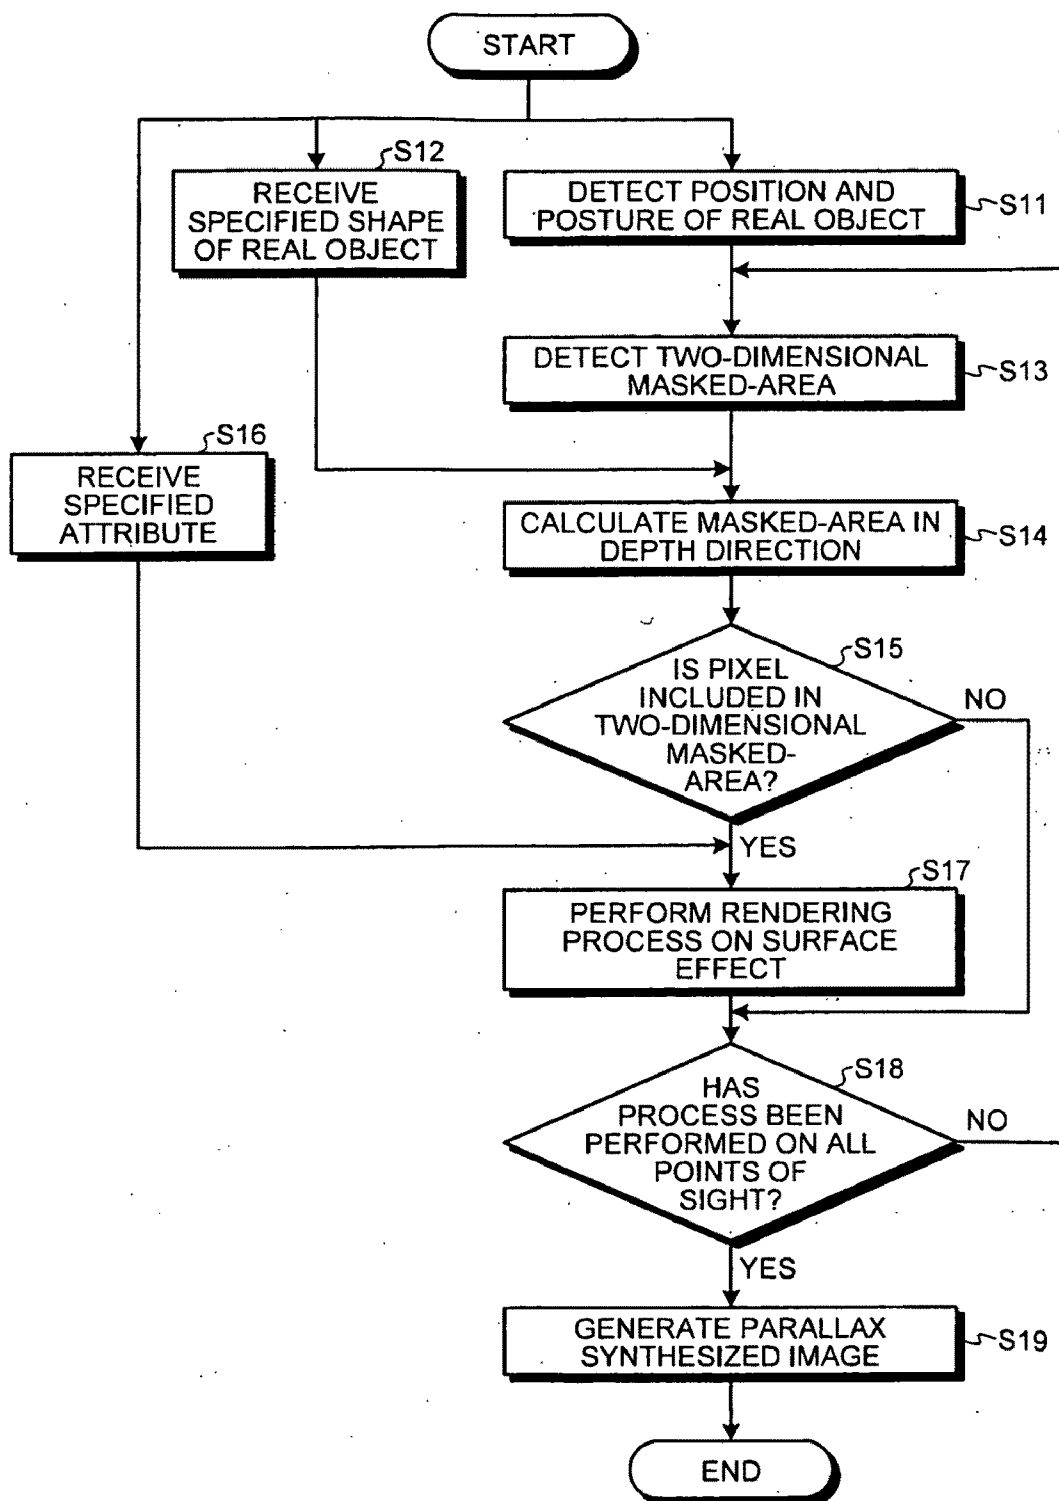 START
S12
RECEIVE
SPECIFIED SHAPE
OF REAL OBJECT
DETECT POSITION AND
POSTURE OF REAL OBJECT
S11
DETECT TWO-DIMENSIONAL
MASKED-AREA
S13
S16
RECEIVE
SPECIFIED
ATTRIBUTE
CALCULATE MASKED-AREA IN
DEPTH DIRECTION
S14
S15
IS PIXEL
INCLUDED IN
TWO-DIMENSIONAL
MASKED-
AREA?
NO
YES
S17
PERFORM RENDERING
PROCESS ON SURFACE
EFFECT
S18
HAS
PROCESS BEEN
PERFORMED ON ALL
POINTS OF
SIGHT?
NO
YES
GENERATE PARALLAX
SYNTHESIZED IMAGE
S19
END